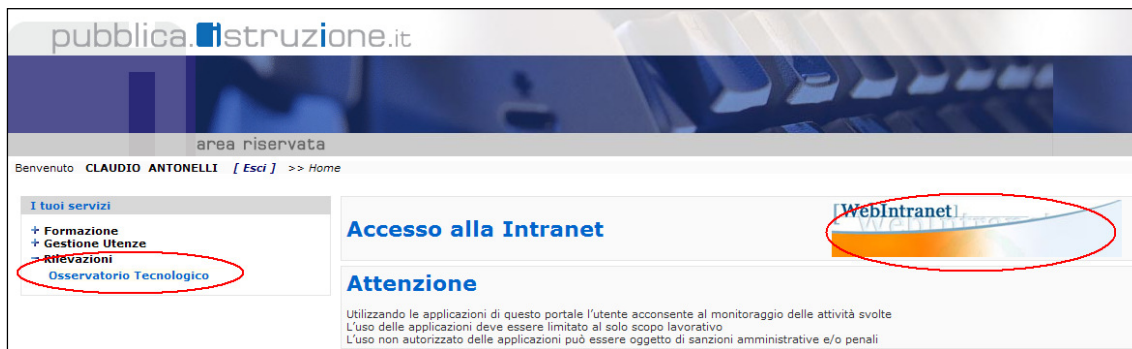 pubblica.istruzione.it
area riservata
Benvenuto CLAUDIO ANTONELLI [ Esci ] >> Home
I tuoi servizi
+ Formazione
+ Gestione Utenze
- Rilevazioni
Osservatorio Tecnologico
Accesso alla Intranet
[WebIntranet]
WebIntranet
Attenzione
Utilizzando le applicazioni di questo portale l'utente acconsente al monitoraggio delle attività svolte
L'uso delle applicazioni deve essere limitato al solo scopo lavorativo
L'uso non autorizzato delle applicazioni può essere oggetto di sanzioni amministrative e/o penali